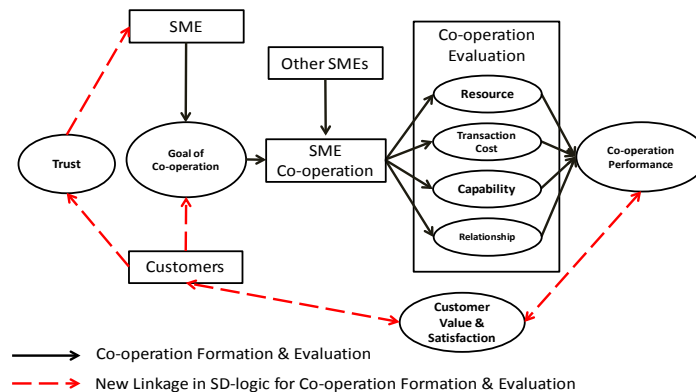 SME
Other SMEs
Co-operation
Evaluation
Resource
Transaction
Cost
Capability
Relationship
Trust
Goal of
Co-operation
SME
Co-operation
Co-operation
Performance
Customers
Customer
Value &
Satisfaction
Co-operation Formation & Evaluation
New Linkage in SD-logic for Co-operation Formation & Evaluation